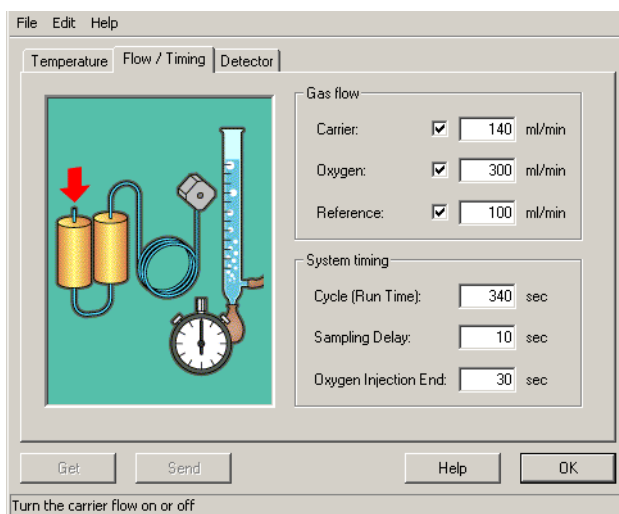 File Edit Help
Temperature Flow / Timing Detector
Gas flow
Carrier: 140 ml/min
Oxygen: 300 ml/min
Reference: 100 ml/min
System timing
Cycle (Run Time): 340 sec
Sampling Delay: 10 sec
Oxygen Injection End: 30 sec
Get Send Help OK
Turn the carrier flow on or off